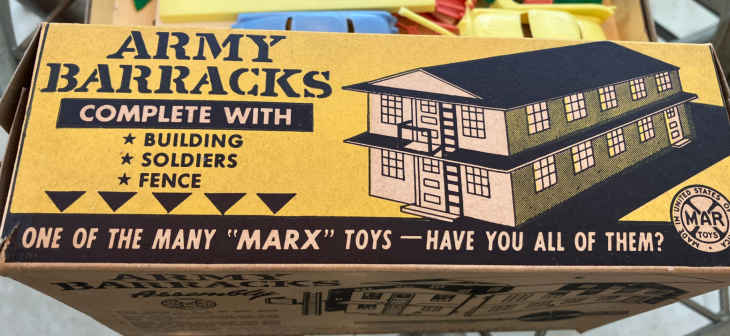 ARMY
BARRACKS
COMPLETE WITH
★ BUILDING
★ SOLDIERS
★ FENCE
MADE IN UNITED STATES OF
MAR
TOYS
ONE OF THE MANY "MARX" TOYS — HAVE YOU ALL OF THEM?
ARMY
BARRACKS